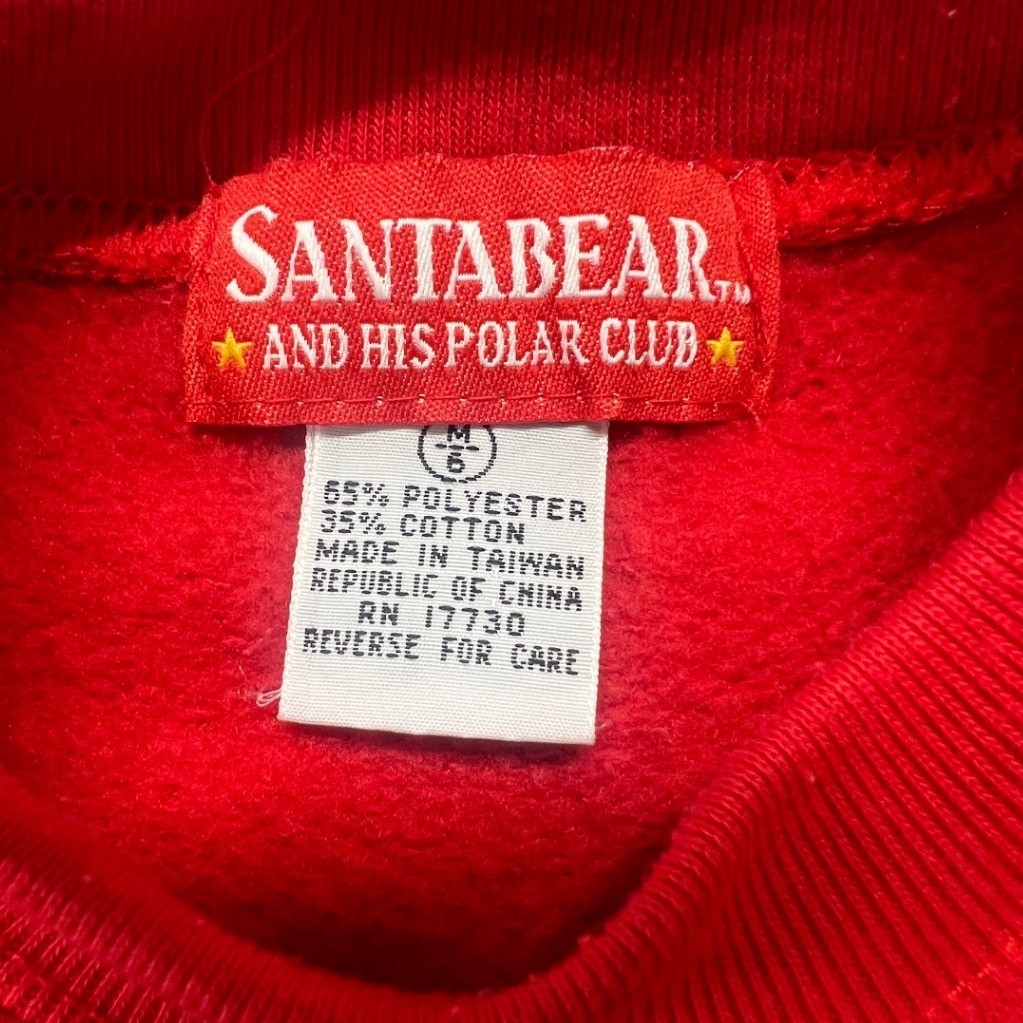 SANTABEAR™
★ AND HIS POLAR CLUB ★
M
6
65% POLYESTER
35% COTTON
MADE IN TAIWAN
REPUBLIC OF CHINA
RN 17730
REVERSE FOR CARE